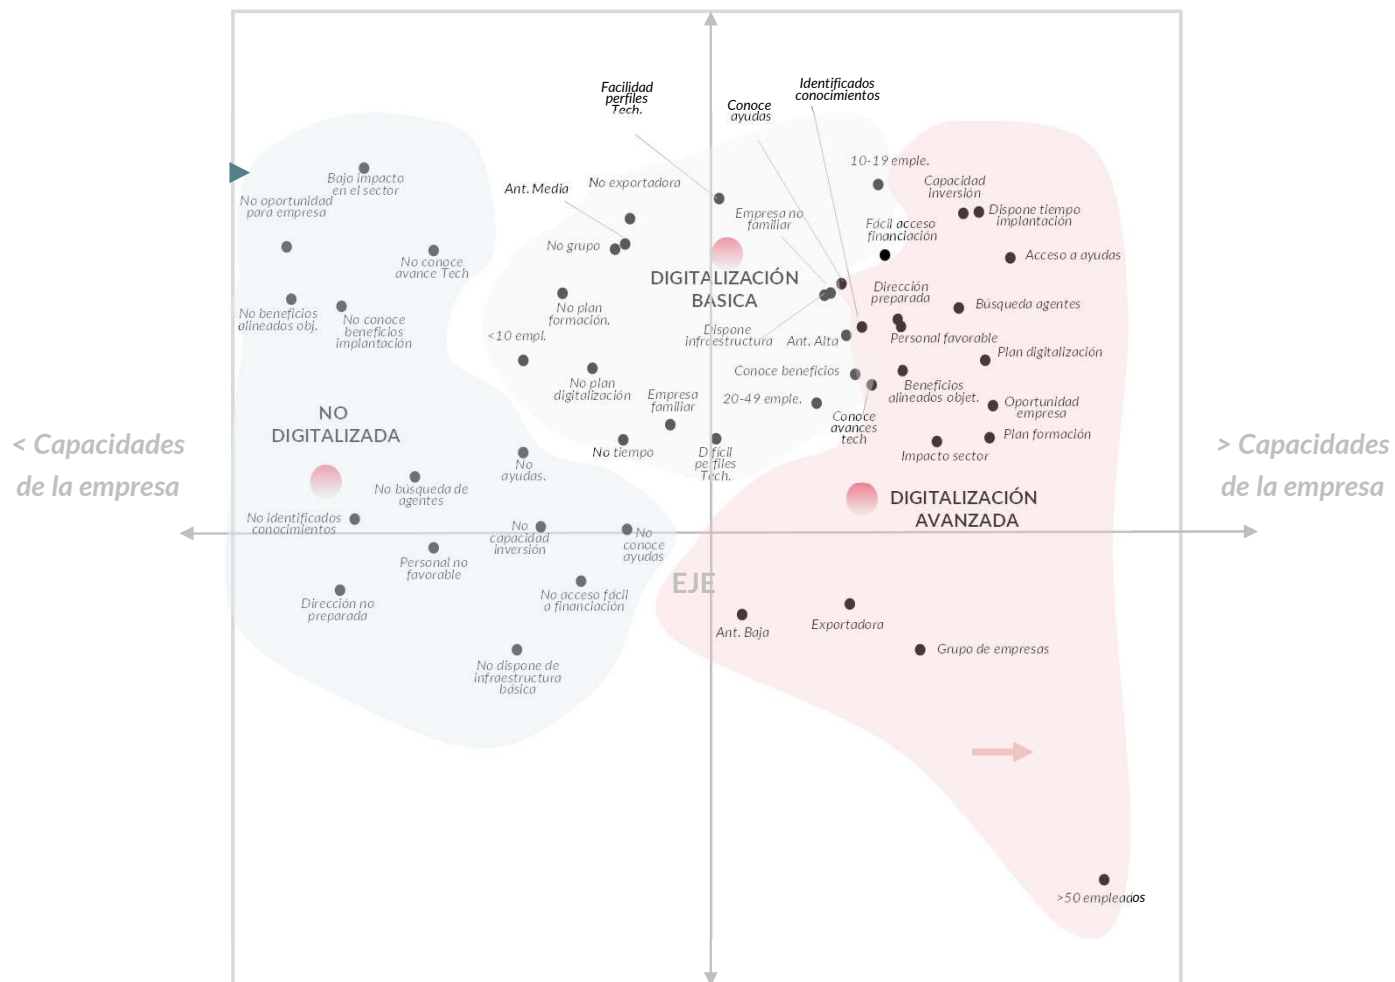 Facilidad
perfiles
Tech.
Conoce
ayudas
Identificados
conocimientos
10-19 emple.
Bajo impacto
en el sector
No oportunidad
para empresa
Ant. Media
No exportadora
Empresa no
familiar
Capacidad
inversión
Dispone tiempo
implantación
Fácil acceso
financiación
No grupo
No conoce
avance Tech
Acceso a ayudas
DIGITALIZACIÓN
BASICA
Dirección
preparada
Búsqueda agentes
No beneficios
alineados obj.
No conoce
beneficios
implantación
No plan
formación.
<10 empl.
Dispone
infraestructura
Ant. Alta
Personal favorable
Plan digitalización
Conoce beneficios
No plan
digitalización
Empresa
familiar
20-49 emple.
Beneficios
alineados objet.
Oportunidad
empresa
NO
DIGITALIZADA
Conoce
avances
tech
Plan formación
< Capacidades
de la empresa
> Capacidades
de la empresa
No
ayudas.
No tiempo
Difícil
perfiles
Tech.
Impacto sector
No búsqueda de
agentes
DIGITALIZACIÓN
AVANZADA
No identificados
conocimientos
No
capacidad
inversión
No
conoce
ayudas
Personal no
favorable
EJE
Dirección no
preparada
No acceso fácil
a financiación
Ant. Baja
Exportadora
Grupo de empresas
No dispone de
infraestructura
básica
>50 empleados